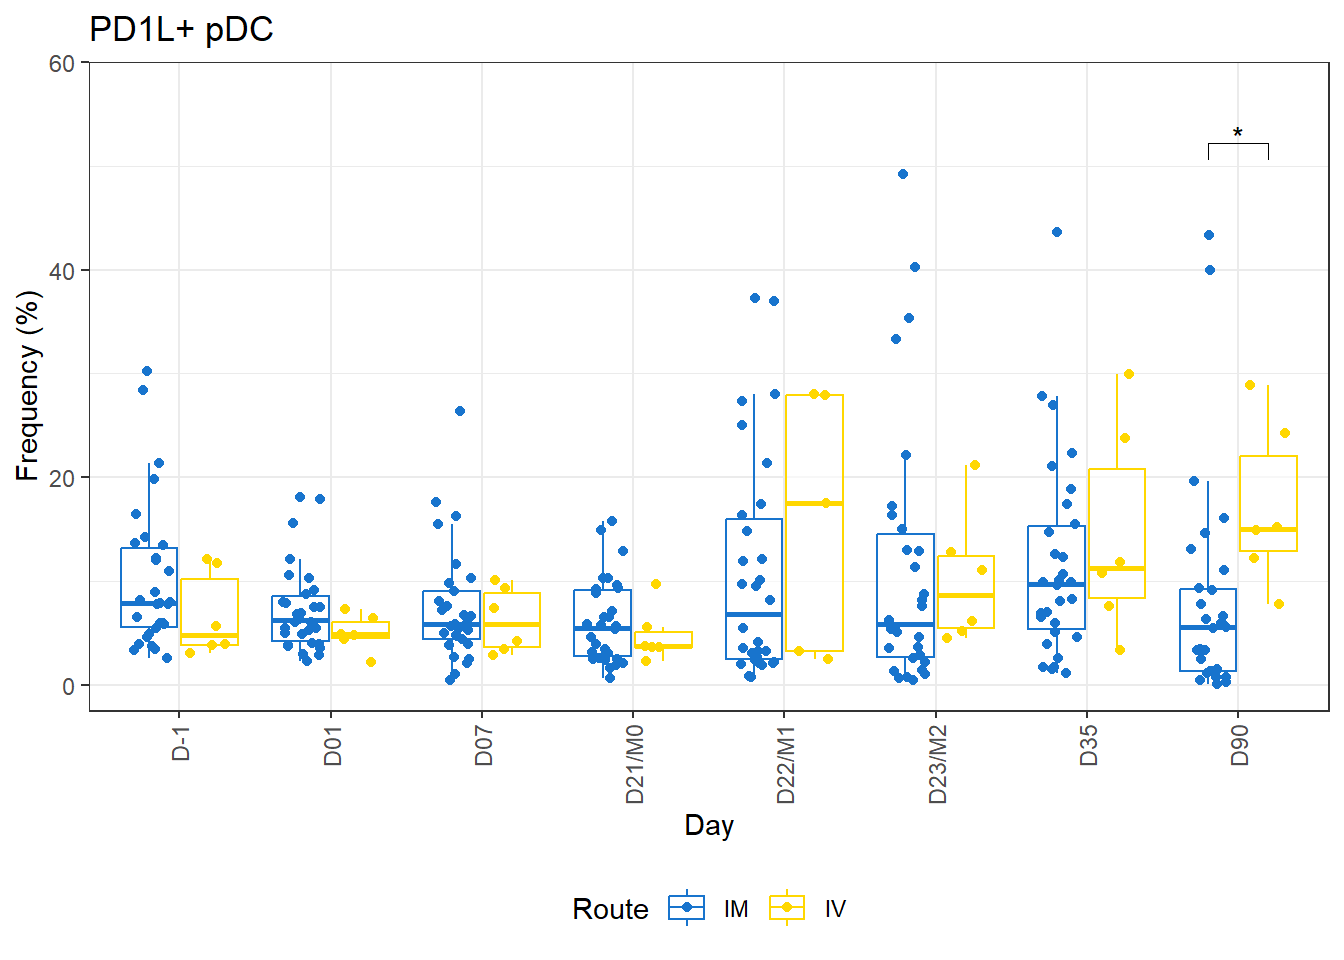 PD1L+ pDC
60
40
20
0
Frequency (%)
*
D-1
D01
D07
D21/M0
D22/M1
D23/M2
D35
D90
Day
Route IM IV